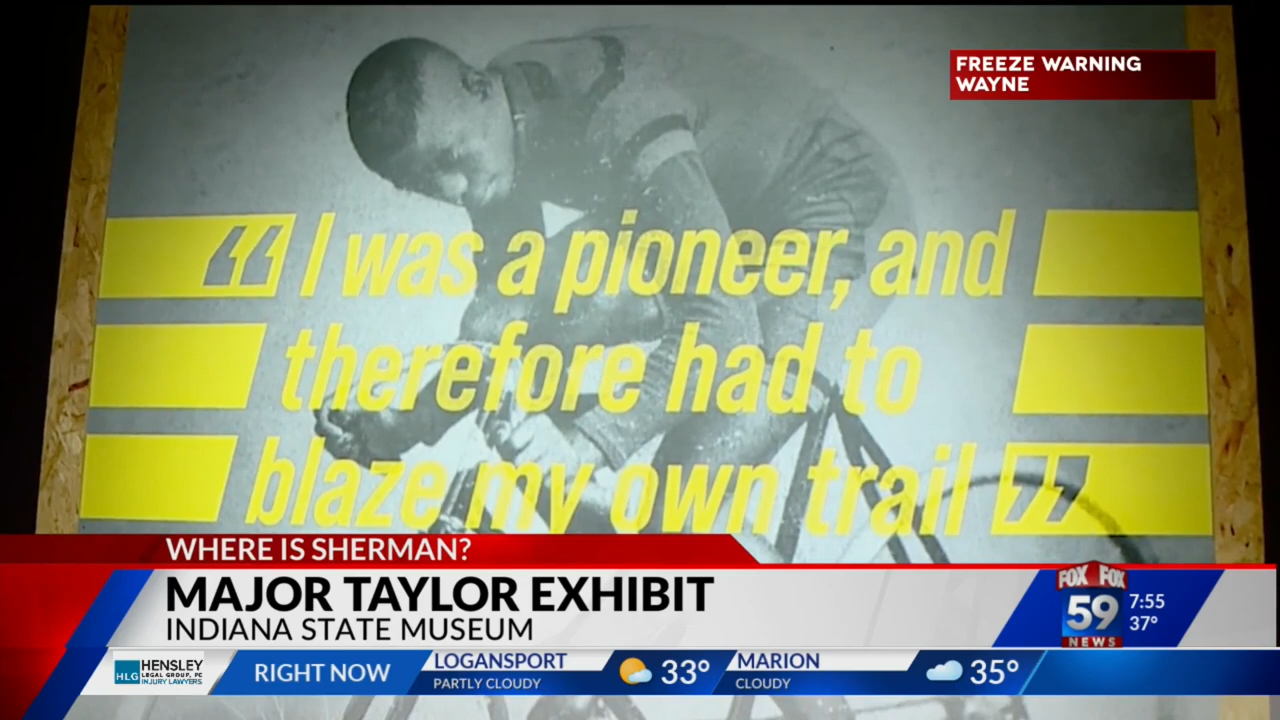 FREEZE WARNING
WAYNE
“ I was a pioneer, and
therefore had to
blaze my own trail ”
WHERE IS SHERMAN?
MAJOR TAYLOR EXHIBIT
INDIANA STATE MUSEUM
FOX FOX
59
NEWS
7:55
37°
HLG HENSLEY
LEGAL GROUP, PC
INJURY LAWYERS
RIGHT NOW
LOGANSPORT
PARTLY CLOUDY
33°
MARION
CLOUDY
35°